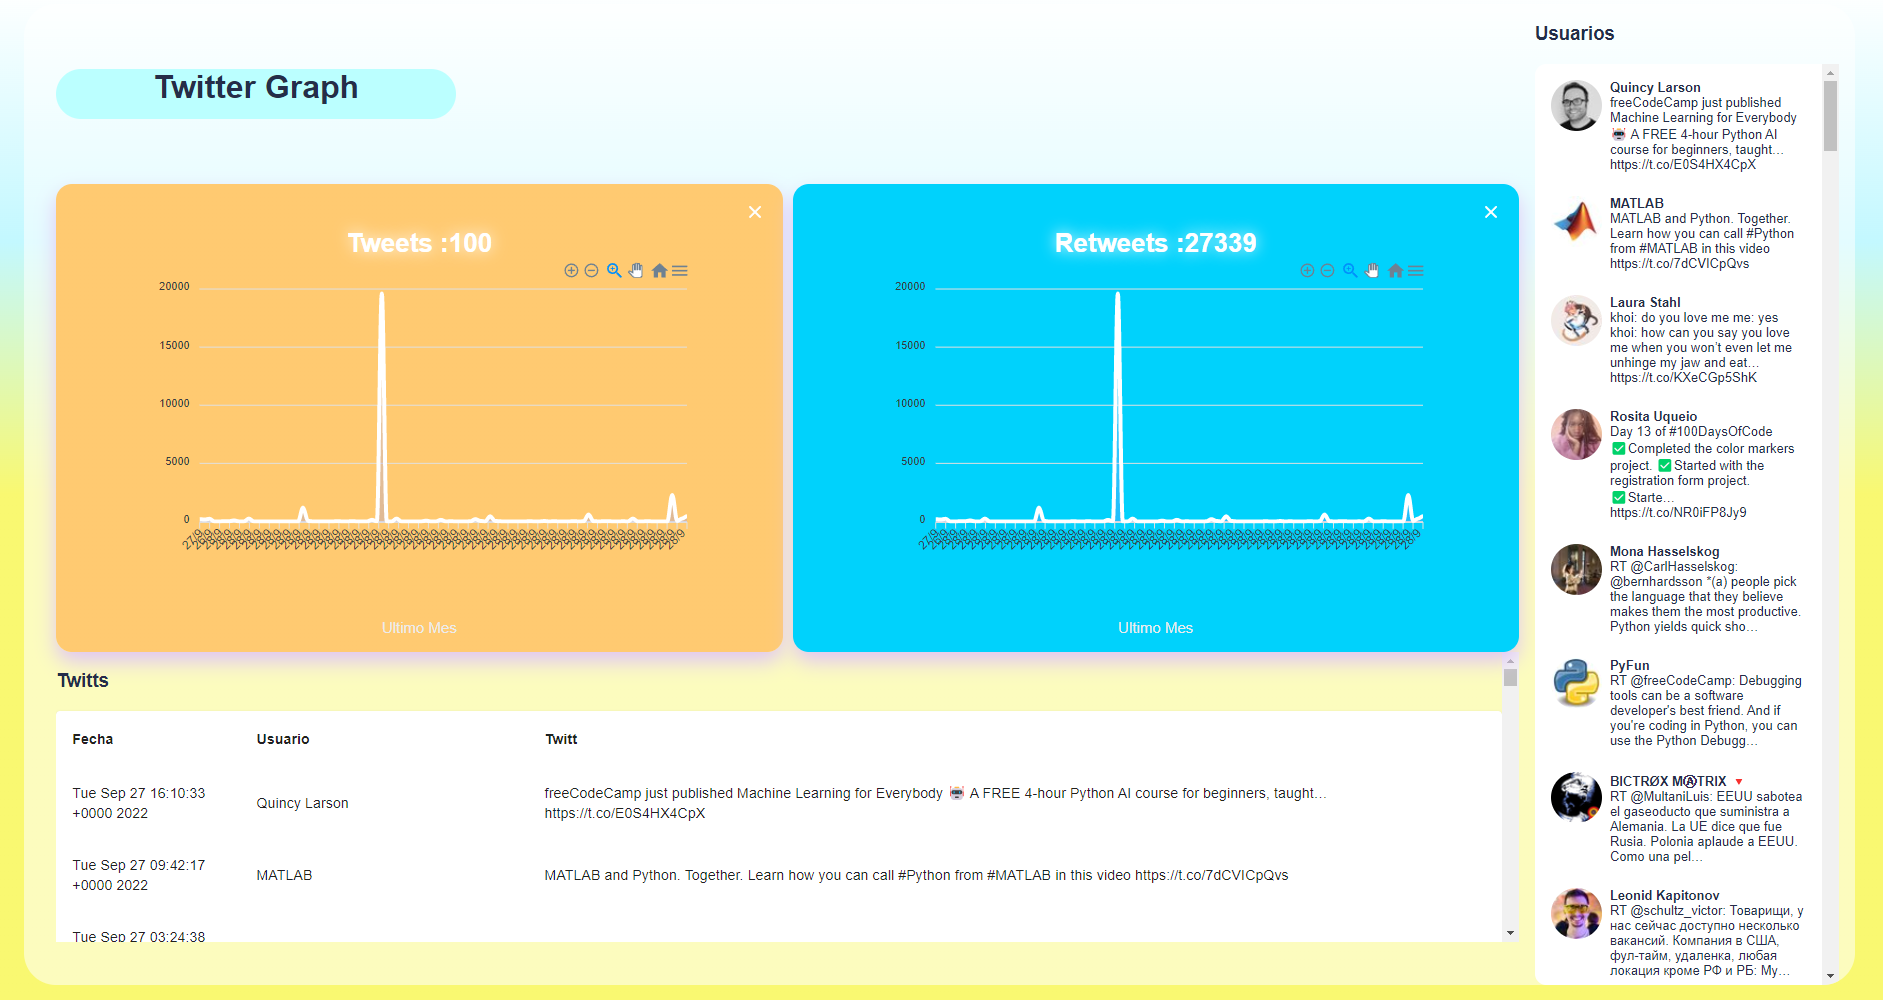 Twitter Graph
Tweets :100
20000
15000
10000
5000
0
27/9
28/9
Ultimo Mes
Retweets :27339
20000
15000
10000
5000
0
27/9
28/9
Ultimo Mes
Twitts
Fecha Usuario Twitt
Tue Sep 27 16:10:33
+0000 2022
Quincy Larson
freeCodeCamp just published Machine Learning for Everybody 🤖 A FREE 4-hour Python AI course for beginners, taught…
https://t.co/E0S4HX4CpX
Tue Sep 27 09:42:17
+0000 2022
MATLAB
MATLAB and Python. Together. Learn how you can call #Python from #MATLAB in this video https://t.co/7dCVICpQvs
Tue Sep 27 03:24:38
Usuarios
Quincy Larson
freeCodeCamp just published
Machine Learning for Everybody
🤖 A FREE 4-hour Python AI
course for beginners, taught…
https://t.co/E0S4HX4CpX
MATLAB
MATLAB and Python. Together.
Learn how you can call #Python
from #MATLAB in this video
https://t.co/7dCVICpQvs
Laura Stahl
khoi: do you love me me: yes
khoi: how can you say you love
me when you won’t even let me
unhinge my jaw and eat…
https://t.co/KXeCGp5ShK
Rosita Uqueio
Day 13 of #100DaysOfCode
✅Completed the color markers
project. ✅Started with the
registration form project.
✅Starte…
https://t.co/NR0iFP8Jy9
Mona Hasselskog
RT @CarlHasselskog:
@bernhardsson *(a) people pick
the language that they believe
makes them the most productive.
Python yields quick sho…
PyFun
RT @freeCodeCamp: Debugging
tools can be a software
developer's best friend. And if
you're coding in Python, you can
use the Python Debugg…
BICTRØX MⒶTRIX 🔻
RT @MultaniLuis: EEUU sabotea
el gaseoducto que suministra a
Alemania. La UE dice que fue
Rusia. Polonia aplaude a EEUU.
Como una pel…
Leonid Kapitonov
RT @schultz_victor: Товарищи, у
нас сейчас доступно несколько
вакансий. Компания в США,
фул-тайм, удаленка, любая
локация кроме РФ и РБ: My…